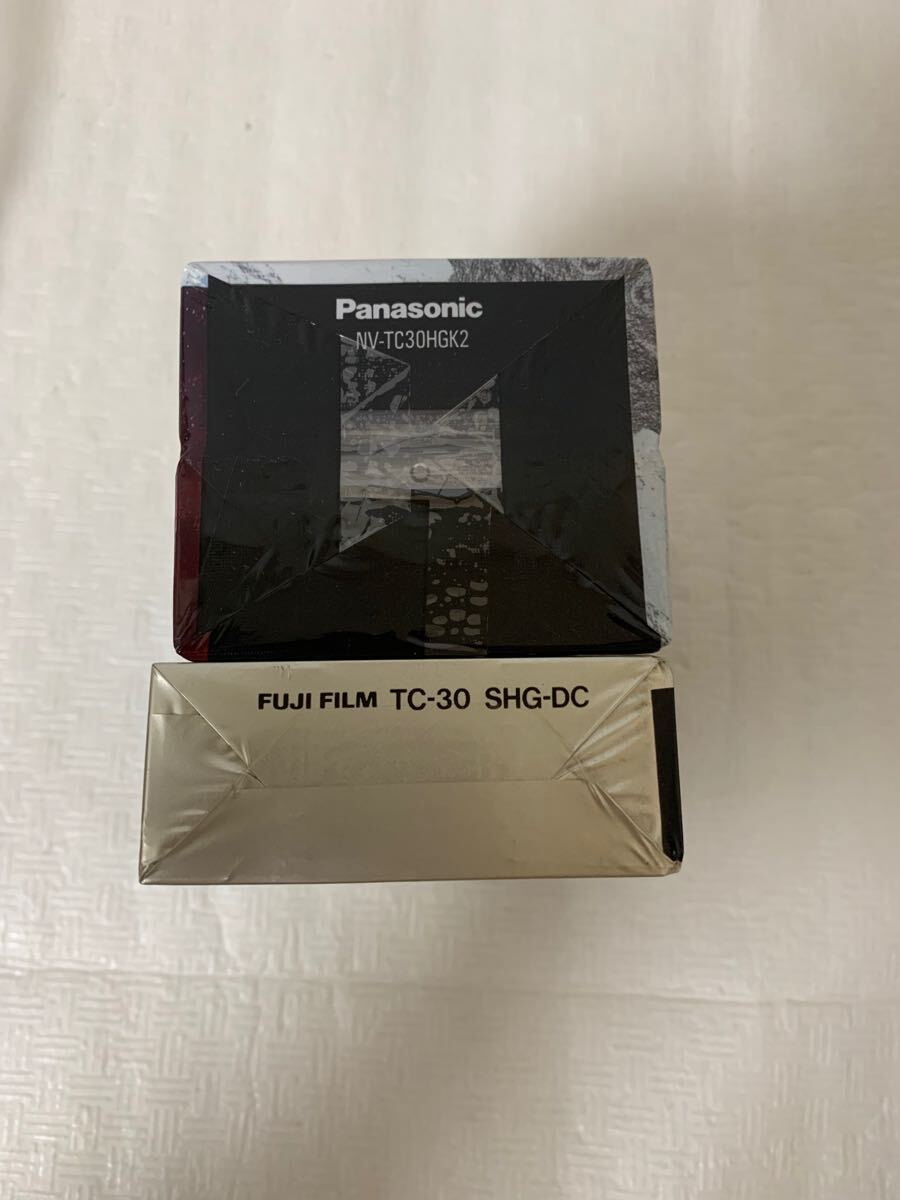 Panasonic
NV-TC30HGK2
FUJI FILM TC-30 SHG-DC